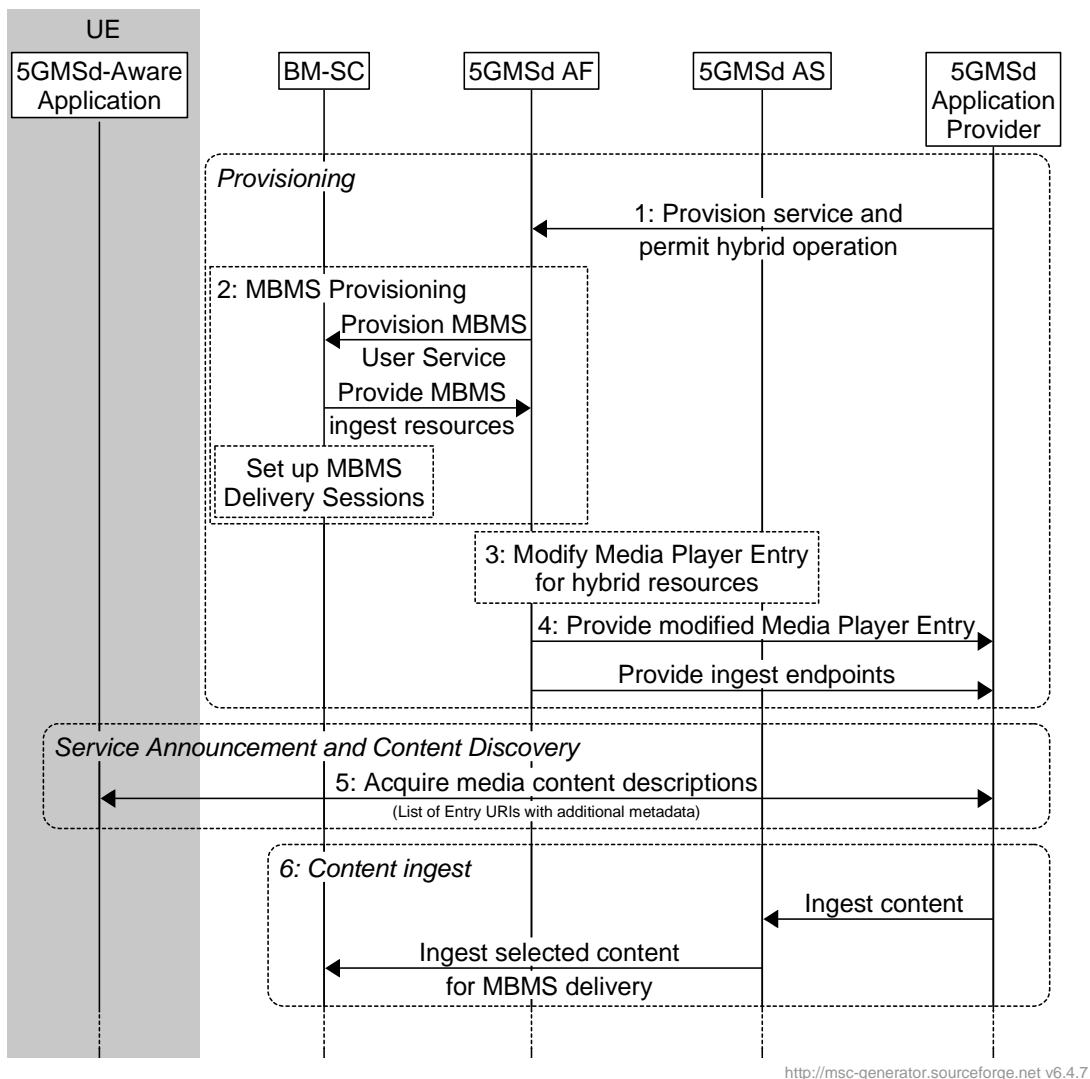 UE
5GMSd-Aware
Application
BM-SC
5GMSd AF
5GMSd AS
5GMSd
Application
Provider
Provisioning
1: Provision service and
permit hybrid operation
2: MBMS Provisioning
Provision MBMS
User Service
Provide MBMS
ingest resources
Set up MBMS
Delivery Sessions
3: Modify Media Player Entry
for hybrid resources
4: Provide modified Media Player Entry
Provide ingest endpoints
Service Announcement and Content Discovery
5: Acquire media content descriptions
(List of Entry URIs with additional metadata)
6: Content ingest
Ingest content
Ingest selected content
for MBMS delivery
http://msc-generator.sourceforge.net v6.4.7